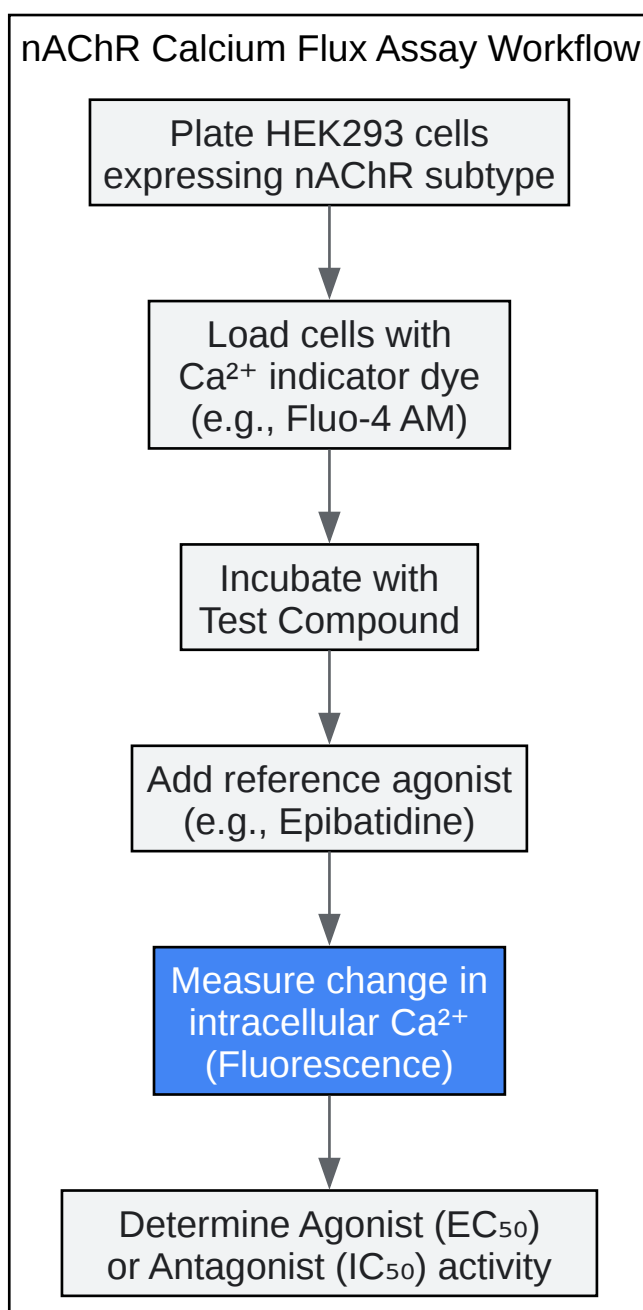 nAChR Calcium Flux Assay Workflow
Plate HEK293 cells
expressing nAChR subtype
Load cells with
Ca²⁺ indicator dye
(e.g., Fluo-4 AM)
Incubate with
Test Compound
Add reference agonist
(e.g., Epibatidine)
Measure change in
intracellular Ca²⁺
(Fluorescence)
Determine Agonist (EC₅₀)
or Antagonist (IC₅₀) activity